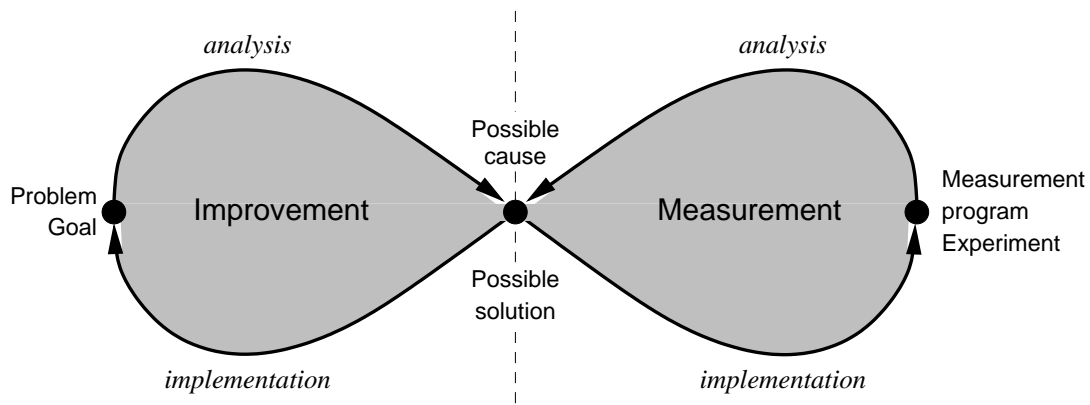 analysis
analysis
Possible
cause
Problem
Goal
Improvement
Measurement
Measurement
program
Experiment
Possible
solution
implementation
implementation